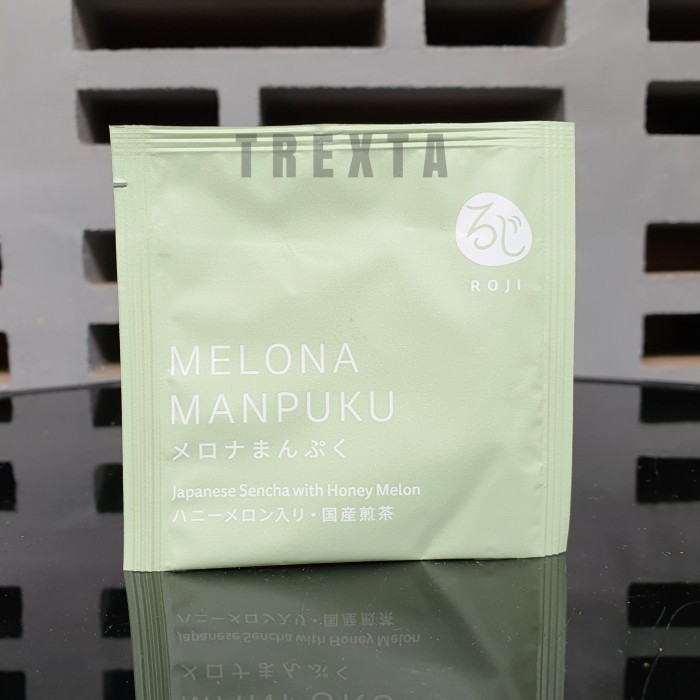 TREXTA
ろじ
ROJI
MELONA
MANPUKU
メロナまんぷく
Japanese Sencha with Honey Melon
ハニーメロン入り・国産煎茶